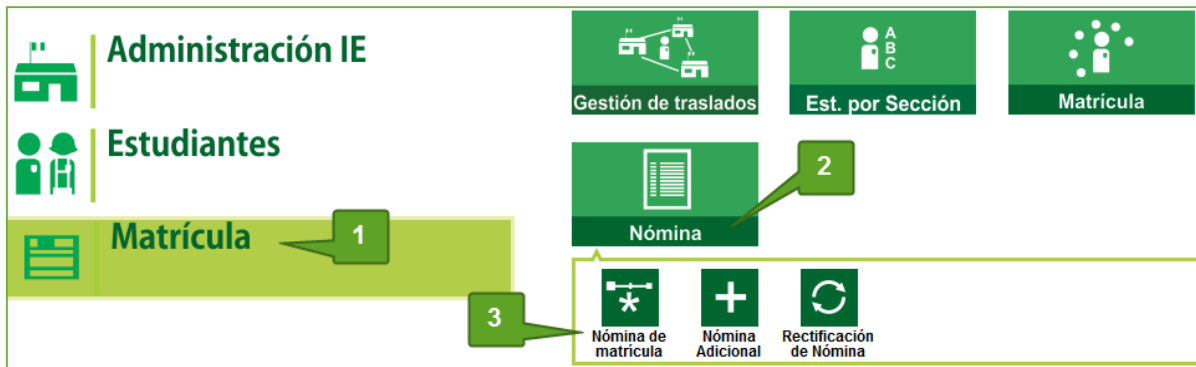 Administración IE
Estudiantes
Matrícula
1
Gestión de traslados
A
B
C
Est. por Sección
Matrícula
2
Nómina
3
Nómina de
matrícula
Nómina
Adicional
Rectificación
de Nómina